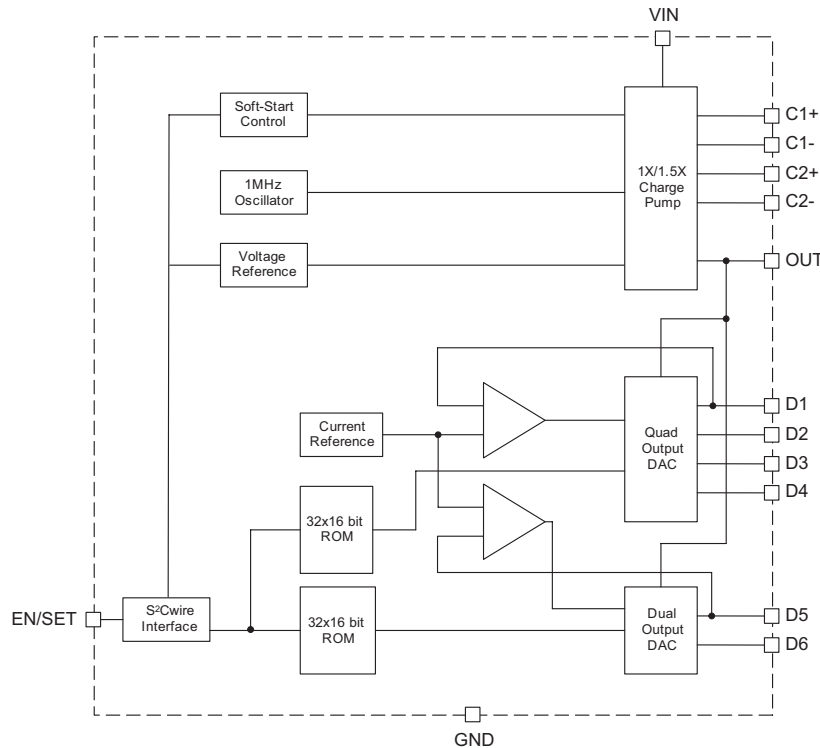 VIN
Soft-Start
Control
C1+
C1-
1MHz
Oscillator
1X/1.5X
Charge
Pump
C2+
C2-
Voltage
Reference
OUT
Current
Reference
Quad
Output
DAC
D1
D2
D3
D4
32x16 bit
ROM
EN/SET
S²Cwire
Interface
32x16 bit
ROM
Dual
Output
DAC
D5
D6
GND